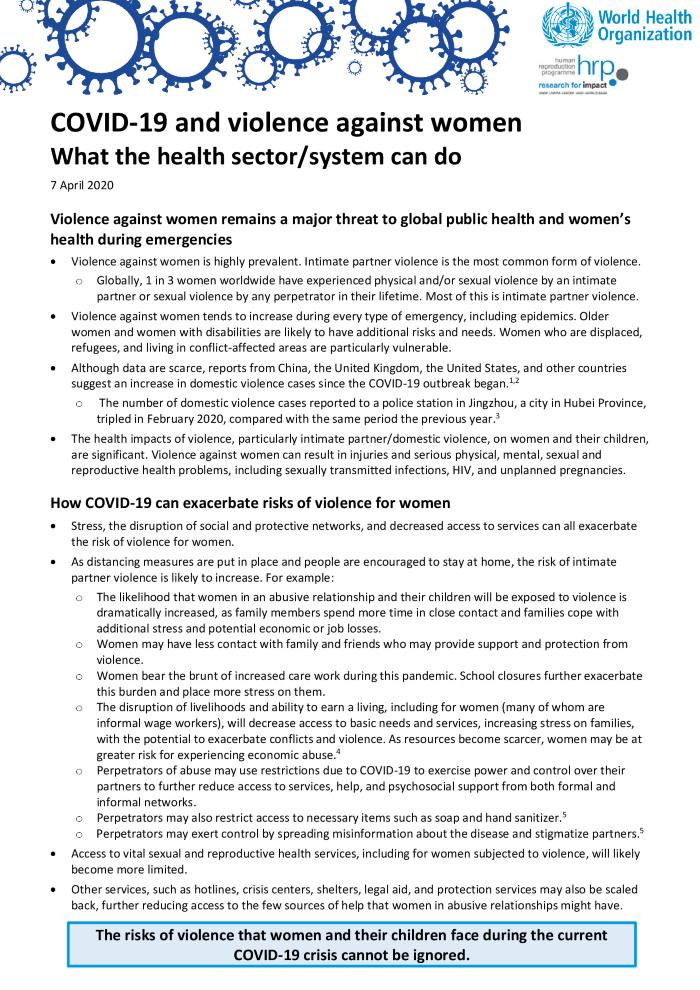 World Health
Organization
human
reproduction
programme
hrp.
research for impact
COVID-19 and violence against women
What the health sector/system can do
7 April 2020
Violence against women remains a major threat to global public health and women’s
health during emergencies
• Violence against women is highly prevalent. Intimate partner violence is the most common form of violence.
o Globally, 1 in 3 women worldwide have experienced physical and/or sexual violence by an intimate
partner or sexual violence by any perpetrator in their lifetime. Most of this is intimate partner violence.
• Violence against women tends to increase during every type of emergency, including epidemics. Older
women and women with disabilities are likely to have additional risks and needs. Women who are displaced,
refugees, and living in conflict-affected areas are particularly vulnerable.
• Although data are scarce, reports from China, the United Kingdom, the United States, and other countries
suggest an increase in domestic violence cases since the COVID-19 outbreak began.1,2
o The number of domestic violence cases reported to a police station in Jingzhou, a city in Hubei Province,
tripled in February 2020, compared with the same period the previous year.3
• The health impacts of violence, particularly intimate partner/domestic violence, on women and their children,
are significant. Violence against women can result in injuries and serious physical, mental, sexual and
reproductive health problems, including sexually transmitted infections, HIV, and unplanned pregnancies.
How COVID-19 can exacerbate risks of violence for women
• Stress, the disruption of social and protective networks, and decreased access to services can all exacerbate
the risk of violence for women.
• As distancing measures are put in place and people are encouraged to stay at home, the risk of intimate
partner violence is likely to increase. For example:
o The likelihood that women in an abusive relationship and their children will be exposed to violence is
dramatically increased, as family members spend more time in close contact and families cope with
additional stress and potential economic or job losses.
o Women may have less contact with family and friends who may provide support and protection from
violence.
o Women bear the brunt of increased care work during this pandemic. School closures further exacerbate
this burden and place more stress on them.
o The disruption of livelihoods and ability to earn a living, including for women (many of whom are
informal wage workers), will decrease access to basic needs and services, increasing stress on families,
with the potential to exacerbate conflicts and violence. As resources become scarcer, women may be at
greater risk for experiencing economic abuse.4
o Perpetrators of abuse may use restrictions due to COVID-19 to exercise power and control over their
partners to further reduce access to services, help, and psychosocial support from both formal and
informal networks.
o Perpetrators may also restrict access to necessary items such as soap and hand sanitizer.5
o Perpetrators may exert control by spreading misinformation about the disease and stigmatize partners.5
• Access to vital sexual and reproductive health services, including for women subjected to violence, will likely
become more limited.
• Other services, such as hotlines, crisis centers, shelters, legal aid, and protection services may also be scaled
back, further reducing access to the few sources of help that women in abusive relationships might have.
The risks of violence that women and their children face during the current
COVID-19 crisis cannot be ignored.